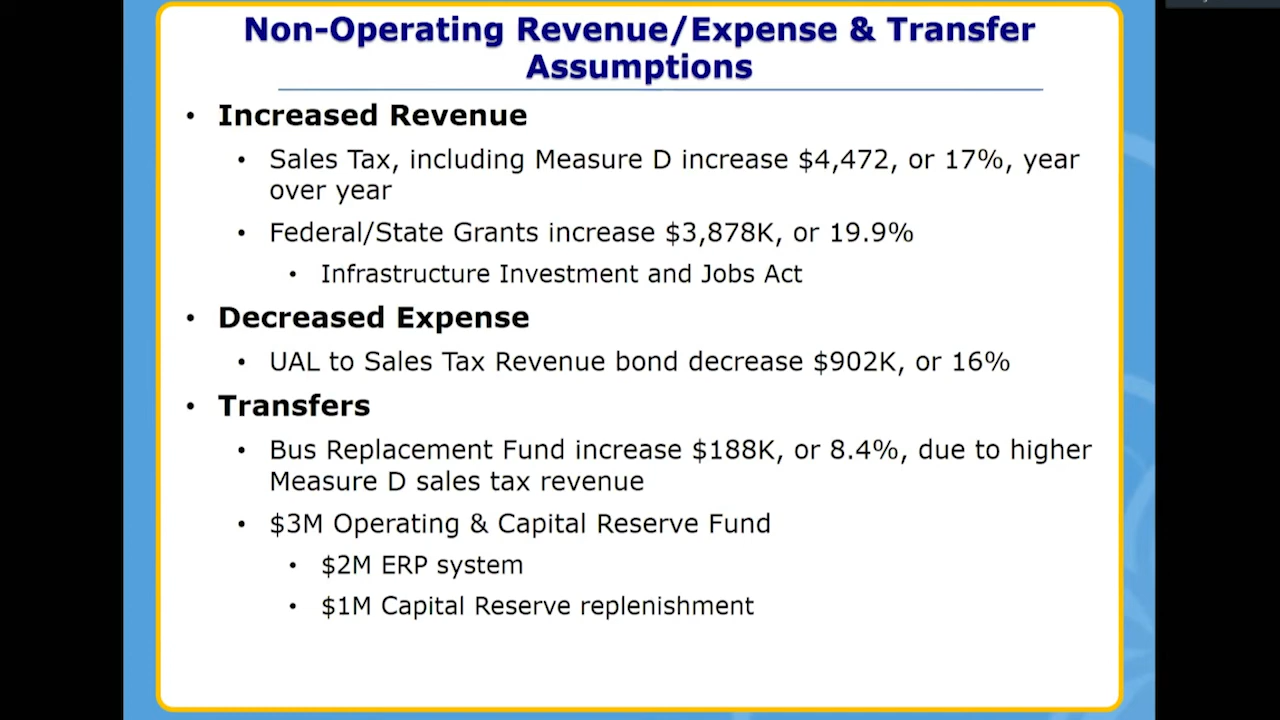 Non-Operating Revenue/Expense & Transfer
Assumptions
• Increased Revenue
• Sales Tax, including Measure D increase $4,472, or 17%, year
over year
• Federal/State Grants increase $3,878K, or 19.9%
• Infrastructure Investment and Jobs Act
• Decreased Expense
• UAL to Sales Tax Revenue bond decrease $902K, or 16%
• Transfers
• Bus Replacement Fund increase $188K, or 8.4%, due to higher
Measure D sales tax revenue
• $3M Operating & Capital Reserve Fund
• $2M ERP system
• $1M Capital Reserve replenishment